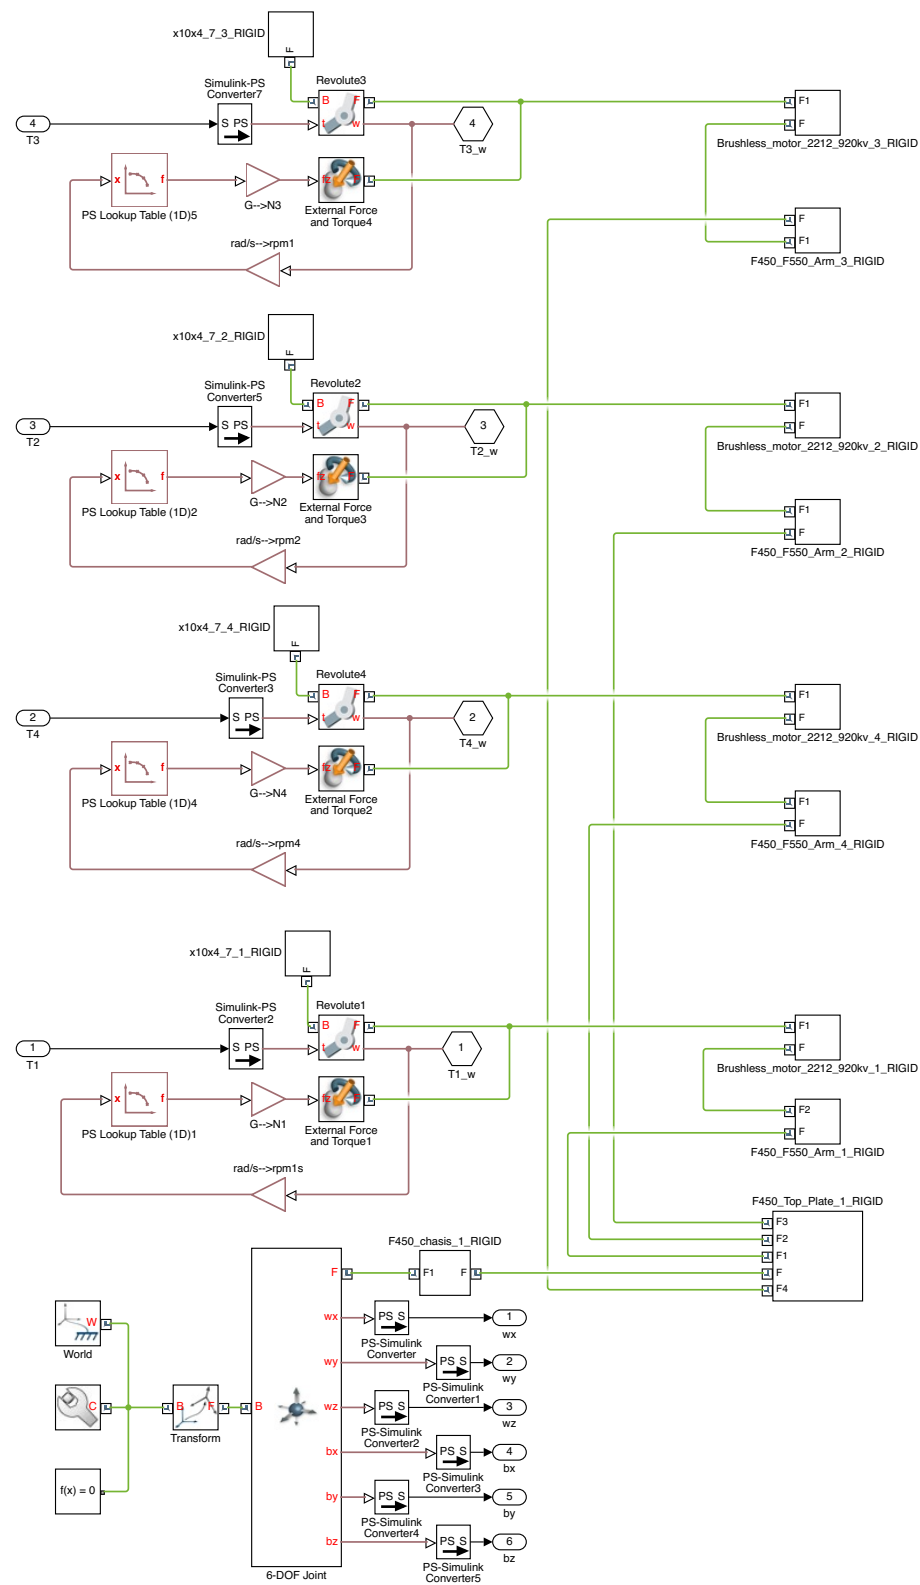 x10x4_7_3_RIGID
F
Simulink-PS
Converter7
Revolute3
4
T3
S PS
B F
t w
4
T3_w
F1
F
Brushless_motor_2212_920kv_3_RIGID
x f
PS Lookup Table (1D)5
G-->N3
fz F
External Force
and Torque4
F
F1
F450_F550_Arm_3_RIGID
rad/s-->rpm1
x10x4_7_2_RIGID
F
Simulink-PS
Converter5
Revolute2
3
T2
S PS
B F
t w
3
T2_w
F1
F
Brushless_motor_2212_920kv_2_RIGID
x f
PS Lookup Table (1D)2
G-->N2
fz F
External Force
and Torque3
F1
F
F450_F550_Arm_2_RIGID
rad/s-->rpm2
x10x4_7_4_RIGID
F
Simulink-PS
Converter3
Revolute4
2
T4
S PS
B F
t w
2
T4_w
F1
F
Brushless_motor_2212_920kv_4_RIGID
x f
PS Lookup Table (1D)4
G-->N4
fz F
External Force
and Torque2
F1
F
F450_F550_Arm_4_RIGID
rad/s-->rpm4
x10x4_7_1_RIGID
F
Simulink-PS
Converter2
Revolute1
1
T1
S PS
B F
t w
1
T1_w
F1
F
Brushless_motor_2212_920kv_1_RIGID
x f
PS Lookup Table (1D)1
G-->N1
fz F
External Force
and Torque1
F2
F
F450_F550_Arm_1_RIGID
rad/s-->rpm1s
F450_Top_Plate_1_RIGID
F3
F2
F1
F
F4
F450_chasis_1_RIGID
F1 F
F
W
World
C
f(x) = 0
B F
Transform
B
6-DOF Joint
wx
PS S
PS-Simulink
Converter
1
wx
wy
PS S
PS-Simulink
Converter1
2
wy
wz
PS S
PS-Simulink
Converter2
3
wz
bx
PS S
PS-Simulink
Converter3
4
bx
by
PS S
PS-Simulink
Converter4
5
by
bz
PS S
PS-Simulink
Converter5
6
bz